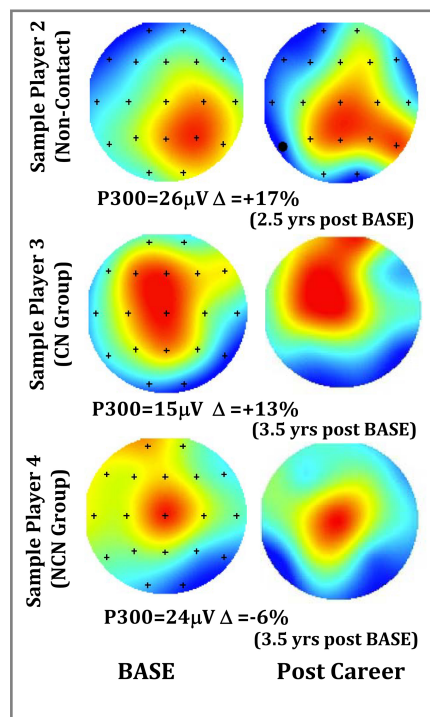 Sample Player 2
(Non-Contact)
P300=26μV Δ =+17%
(2.5 yrs post BASE)
Sample Player 3
(CN Group)
P300=15μV Δ=+13%
(3.5 yrs post BASE)
Sample Player 4
(NCN Group)
P300=24μV Δ =-6%
(3.5 yrs post BASE)
BASE
Post Career